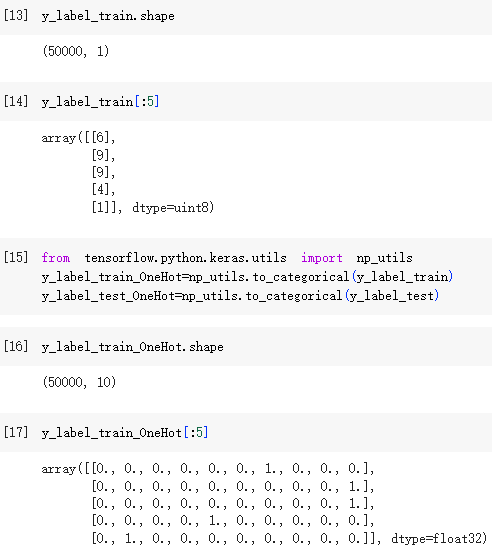 [13] y_label_train.shape
(50000, 1)
[14] y_label_train[:5]
array([[6],
[9],
[9],
[4],
[1]], dtype=uint8)
[15] from tensorflow.python.keras.utils import np_utils
y_label_train_OneHot=np_utils.to_categorical(y_label_train)
y_label_test_OneHot=np_utils.to_categorical(y_label_test)
[16] y_label_train_OneHot.shape
(50000, 10)
[17] y_label_train_OneHot[:5]
array([[0., 0., 0., 0., 0., 0., 1., 0., 0., 0.],
[0., 0., 0., 0., 0., 0., 0., 0., 0., 1.],
[0., 0., 0., 0., 0., 0., 0., 0., 0., 1.],
[0., 0., 0., 0., 1., 0., 0., 0., 0., 0.],
[0., 1., 0., 0., 0., 0., 0., 0., 0., 0.]], dtype=float32)